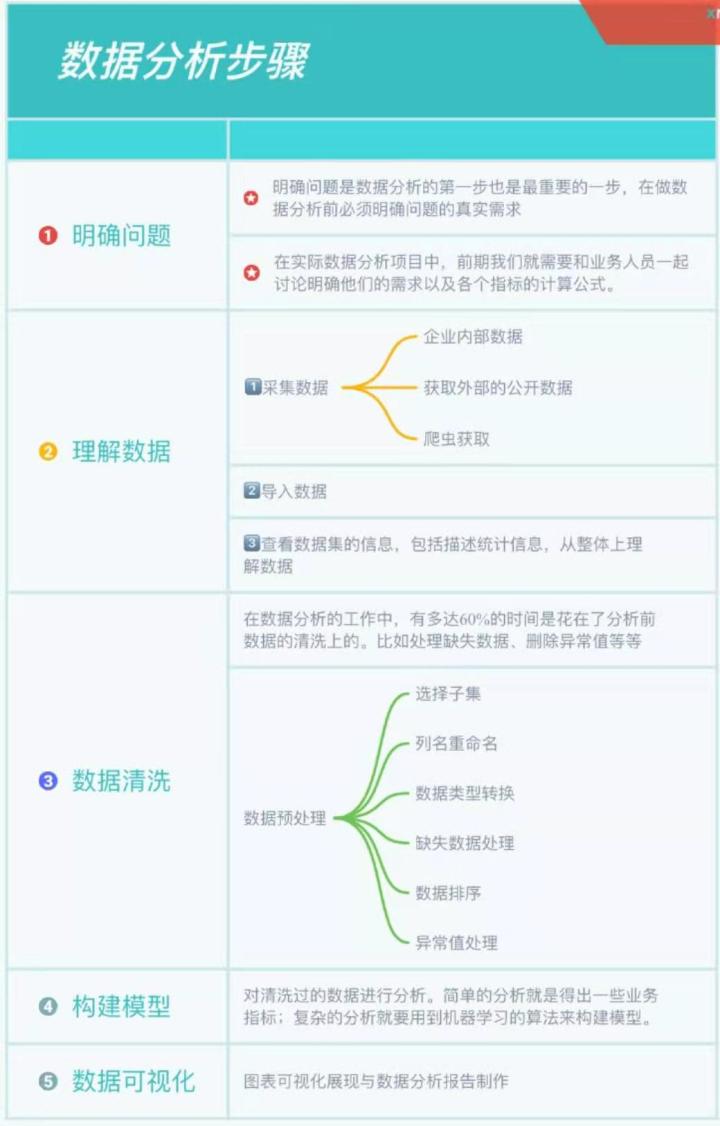 数据分析步骤
1 明确问题
明确问题是数据分析的第一步也是最重要的一步，在做数
据分析前必须明确问题的真实需求
在实际数据分析项目中，前期我们就需要和业务人员一起
讨论明确他们的需求以及各个指标的计算公式。
2 理解数据
1采集数据
企业内部数据
获取外部的公开数据
爬虫获取
2导入数据
3查看数据集的信息，包括描述统计信息，从整体上理
解数据
3 数据清洗
在数据分析的工作中，有多达60%的时间是花在了分析前
数据的清洗上的。比如处理缺失数据、删除异常值等等
数据预处理
选择子集
列名重命名
数据类型转换
缺失数据处理
数据排序
异常值处理
4 构建模型
对清洗过的数据进行分析。简单的分析就是得出一些业务
指标；复杂的分析就要用到机器学习的算法来构建模型。
5 数据可视化
图表可视化展现与数据分析报告制作